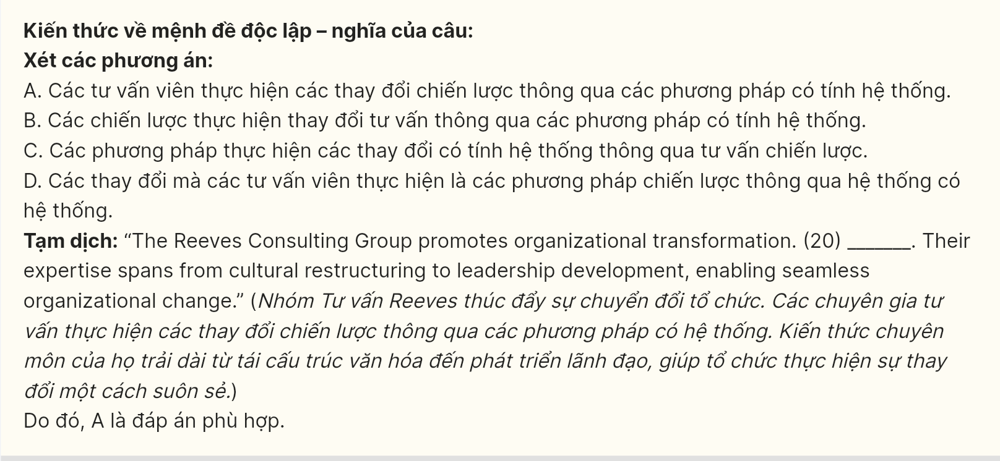 Kiến thức về mệnh đề độc lập – nghĩa của câu:
Xét các phương án:
A. Các tư vấn viên thực hiện các thay đổi chiến lược thông qua các phương pháp có tính hệ thống.
B. Các chiến lược thực hiện thay đổi tư vấn thông qua các phương pháp có tính hệ thống.
C. Các phương pháp thực hiện các thay đổi có tính hệ thống thông qua tư vấn chiến lược.
D. Các thay đổi mà các tư vấn viên thực hiện là các phương pháp chiến lược thông qua hệ thống có
hệ thống.
Tạm dịch: “The Reeves Consulting Group promotes organizational transformation. (20) _______. Their
expertise spans from cultural restructuring to leadership development, enabling seamless
organizational change.” (Nhóm Tư vấn Reeves thúc đẩy sự chuyển đổi tổ chức. Các chuyên gia tư
vấn thực hiện các thay đổi chiến lược thông qua các phương pháp có hệ thống. Kiến thức chuyên
môn của họ trải dài từ tái cấu trúc văn hóa đến phát triển lãnh đạo, giúp tổ chức thực hiện sự thay
đổi một cách suôn sẻ.)
Do đó, A là đáp án phù hợp.